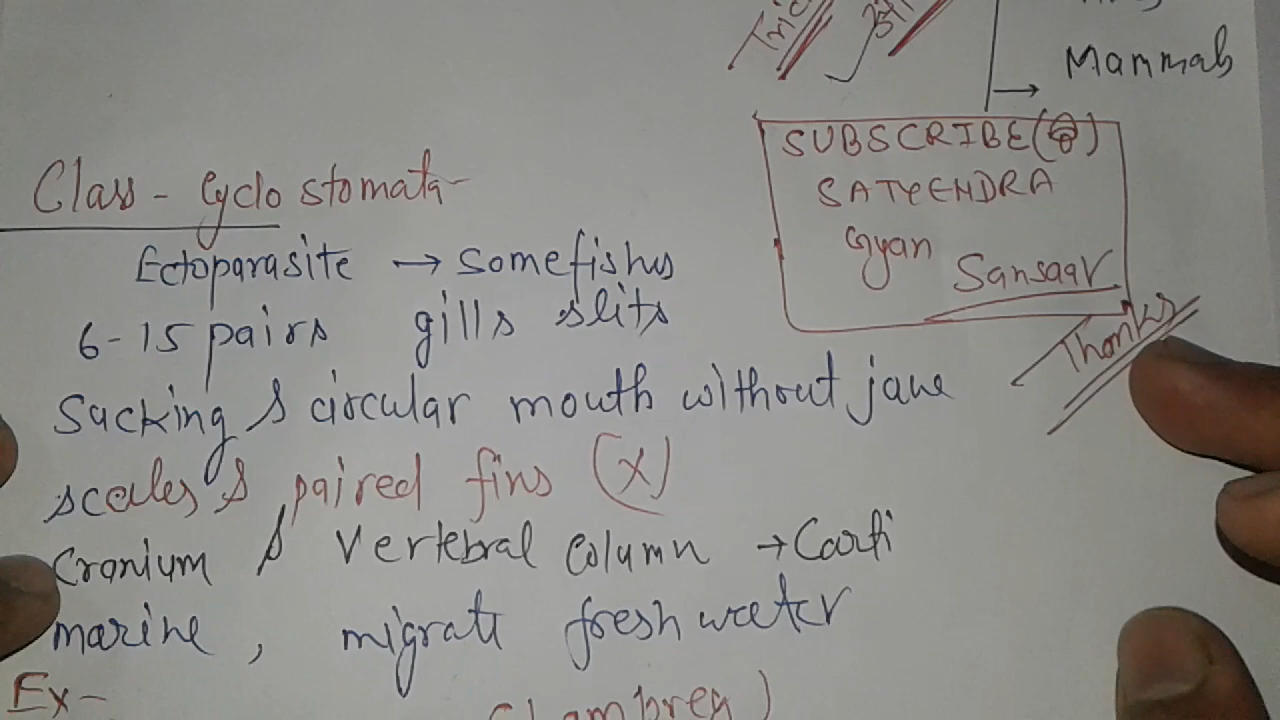 Mammals
SUBSCRIBE
SATYENDRA
Gyan Sansaar
Thanks
Class - Cyclostomata
Ectoparasite → Some fishes
6-15 pairs gills slits
Sucking & circular mouth without jaw
scales & paired fins (X)
Cranium & Vertebral Column → Carti
marine, migrate fresh water
Ex-
(Lamprey)